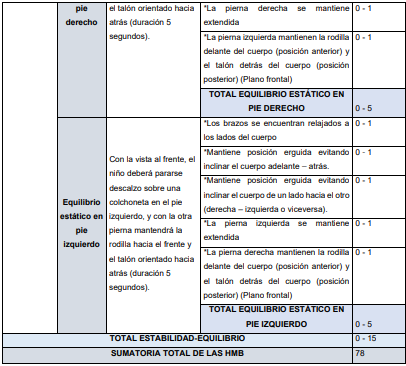 pie
derecho
el talón orientado hacia
atrás (duración 5
segundos).
*La pierna derecha se mantiene
extendida
0 - 1
*La pierna izquierda mantienen la rodilla
delante del cuerpo (posición anterior) y
el talón detrás del cuerpo (posición
posterior) (Plano frontal)
0 - 1
TOTAL EQUILIBRIO ESTÁTICO EN
PIE DERECHO
0 - 5
Equilibrio
estático en
pie
izquierdo
Con la vista al frente, el
niño deberá pararse
descalzo sobre una
colchoneta en el pie
izquierdo, y con la otra
pierna mantendrá la
rodilla hacia el frente y
el talón orientado hacia
atrás (duración 5
segundos).
*Los brazos se encuentran relajados a
los lados del cuerpo
0 - 1
*Mantiene posición erguida evitando
inclinar el cuerpo adelante – atrás.
0 - 1
*Mantiene posición erguida evitando
inclinar el cuerpo de un lado hacia el otro
(derecha – izquierda o viceversa).
0 - 1
*La pierna izquierda se mantiene
extendida
0 - 1
*La pierna derecha mantienen la rodilla
delante del cuerpo (posición anterior) y
el talón detrás del cuerpo (posición
posterior) (Plano frontal)
0 - 1
TOTAL EQUILIBRIO ESTÁTICO EN
PIE IZQUIERDO
0 - 5
TOTAL ESTABILIDAD-EQUILIBRIO
0 - 15
SUMATORIA TOTAL DE LAS HMB
78